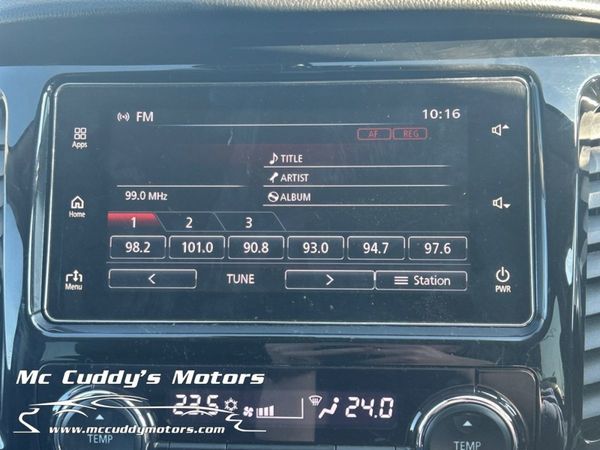 FM
10:16
AF REG
Apps
TITLE
ARTIST
99.0 MHz
ALBUM
Home
1 2 3
98.2 101.0 90.8 93.0 94.7 97.6
< TUNE > Station
Menu
PWR
Mc Cuddy's Motors
23.5 24.0
TEMP TEMP
www.mccuddymotors.com